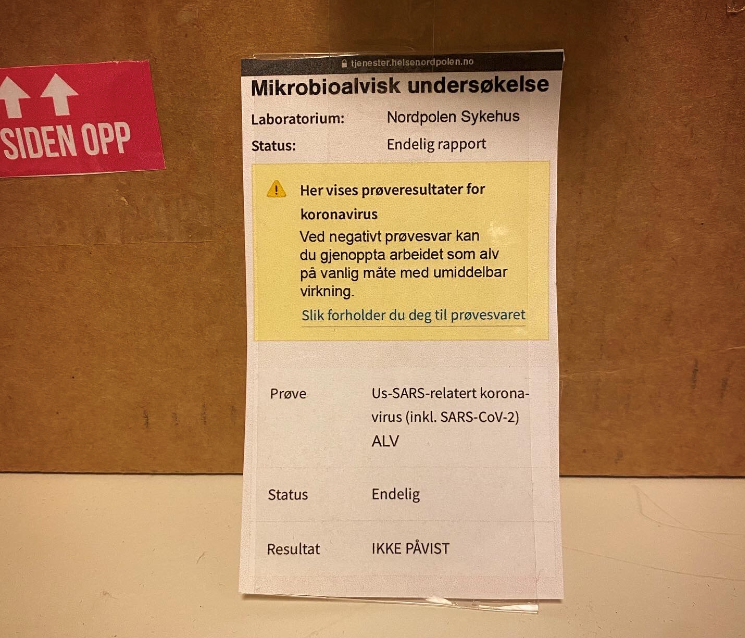 SIDEN OPP
tjenester.helsenordpolen.no
Mikrobioalvisk undersøkelse
Laboratorium: Nordpolen Sykehus
Status: Endelig rapport
Her vises prøveresultater for
koronavirus
Ved negativt prøvesvar kan
du gjenoppta arbeidet som alv
på vanlig måte med umiddelbar
virkning.
Slik forholder du deg til prøvesvaret
Prøve Us-SARS-relatert korona-
virus (inkl. SARS-CoV-2)
ALV
Status Endelig
Resultat IKKE PÅVIST